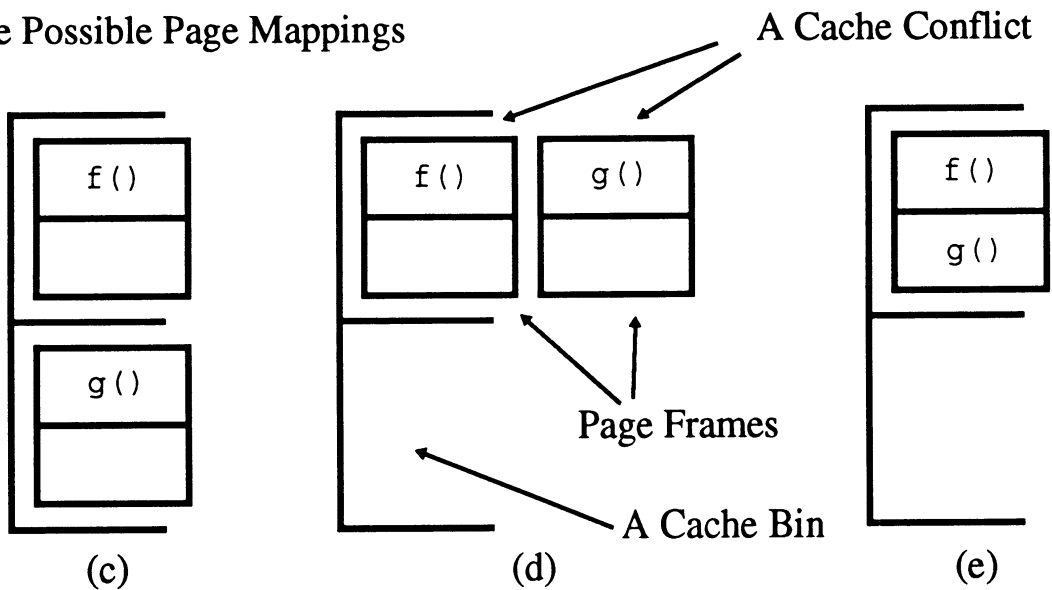 e Possible Page Mappings
A Cache Conflict
f()
f()
g()
f()
g()
g()
Page Frames
A Cache Bin
(c)
(d)
(e)